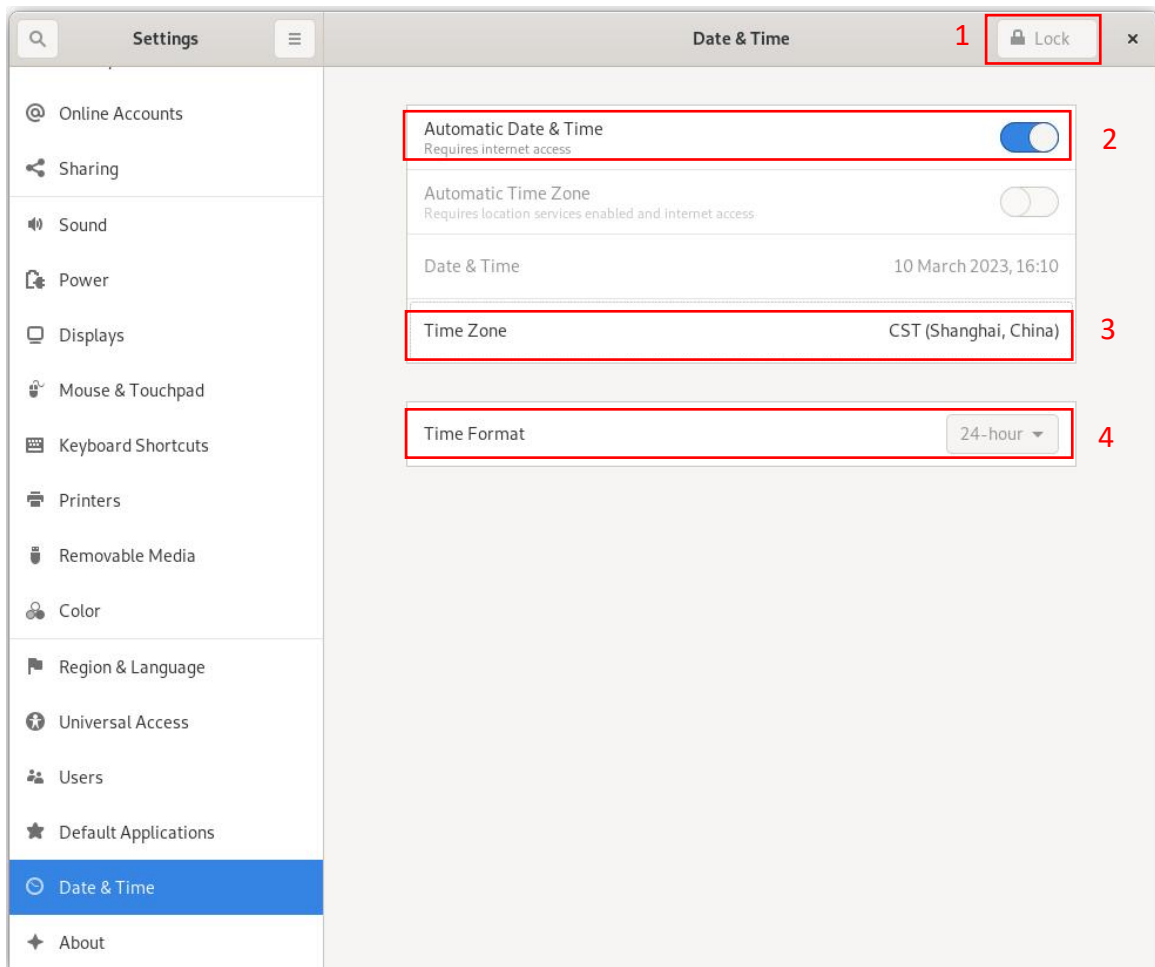 Settings
Date & Time
1
Lock
Online Accounts
Sharing
Sound
Power
Displays
Mouse & Touchpad
Keyboard Shortcuts
Printers
Removable Media
Color
Region & Language
Universal Access
Users
Default Applications
Date & Time
About
Automatic Date & Time
Requires internet access
2
Automatic Time Zone
Requires location services enabled and internet access
Date & Time
10 March 2023, 16:10
Time Zone
CST (Shanghai, China)
3
Time Format
24-hour
4